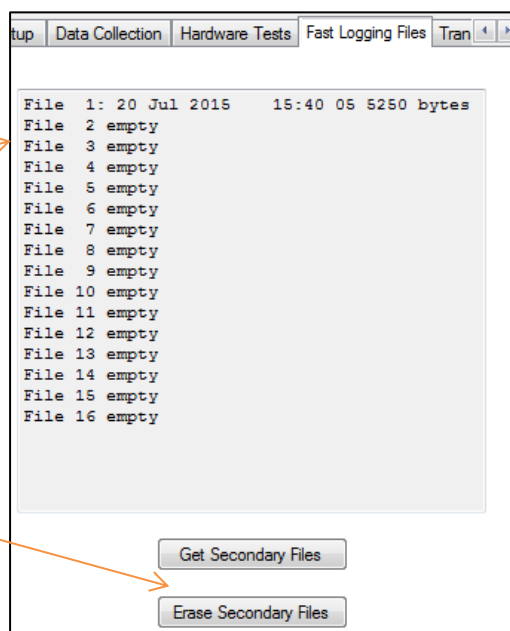 tup Data Collection Hardware Tests Fast Logging Files Tran
File 1: 20 Jul 2015 15:40 05 5250 bytes
File 2 empty
File 3 empty
File 4 empty
File 5 empty
File 6 empty
File 7 empty
File 8 empty
File 9 empty
File 10 empty
File 11 empty
File 12 empty
File 13 empty
File 14 empty
File 15 empty
File 16 empty
Get Secondary Files
Erase Secondary Files